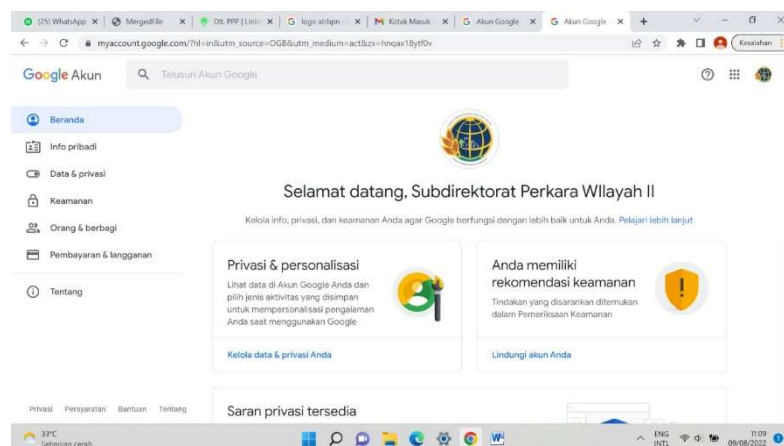 (25) WhatsApp
MergedFile
Dit. PPP | Linkt
logo atrbpn -
Kotak Masuk
Akun Google
Akun Google
myaccount.google.com/?hl=in&utm_source=OGB&utm_medium=act&zx=hnqax18ytf0v
Kesalahan
Google Akun
Telusuri Akun Google
Beranda
Info pribadi
Data & privasi
Keamanan
Orang & berbagi
Pembayaran & langganan
Tentang
Selamat datang, Subdirektorat Perkara WIlayah II
Kelola info, privasi, dan keamanan Anda agar Google berfungsi dengan lebih baik untuk Anda. Pelajari lebih lanjut
Privasi & personalisasi
Lihat data di Akun Google Anda dan
pilih jenis aktivitas yang disimpan
untuk mempersonalisasi pengalaman
Anda saat menggunakan Google
Kelola data & privasi Anda
Anda memiliki
rekomendasi keamanan
Tindakan yang disarankan ditemukan
dalam Pemeriksaan Keamanan
Lindungi akun Anda
Saran privasi tersedia
Privasi Persyaratan Bantuan Tentang
33°C
Sebagian cerah
ENG
INTL
11:09
09/08/2022